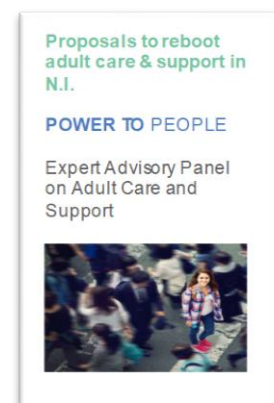 Proposals to reboot
adult care & support in
N.I.
POWER TO PEOPLE
Expert Advisory Panel
on Adult Care and
Support